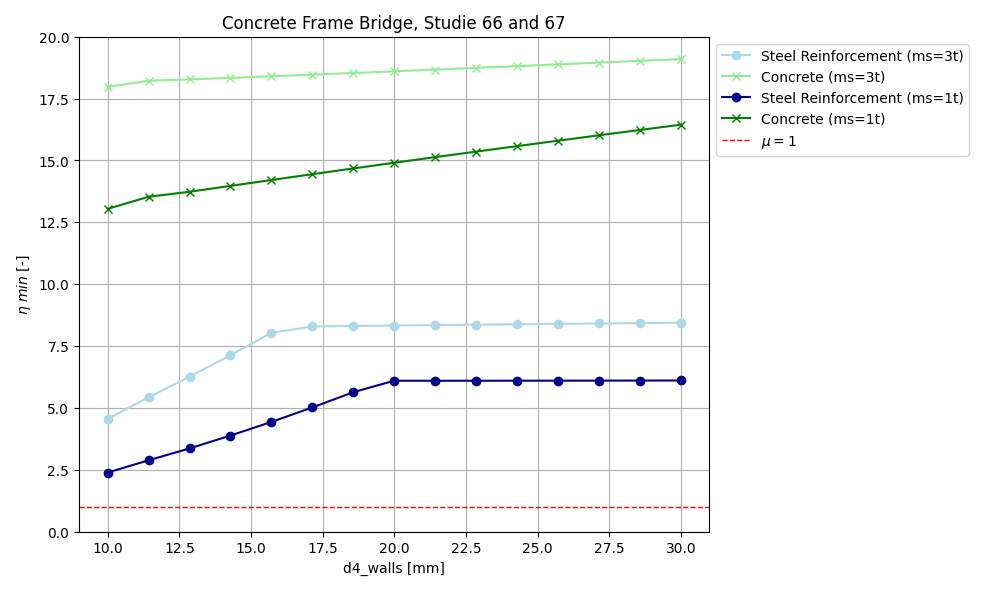 Concrete Frame Bridge, Studie 66 and 67
20.0
17.5
15.0
12.5
10.0
7.5
5.0
2.5
0.0
η min [-]
10.0 12.5 15.0 17.5 20.0 22.5 25.0 27.5 30.0
d4_walls [mm]
Steel Reinforcement (ms=3t)
Concrete (ms=3t)
Steel Reinforcement (ms=1t)
Concrete (ms=1t)
μ = 1